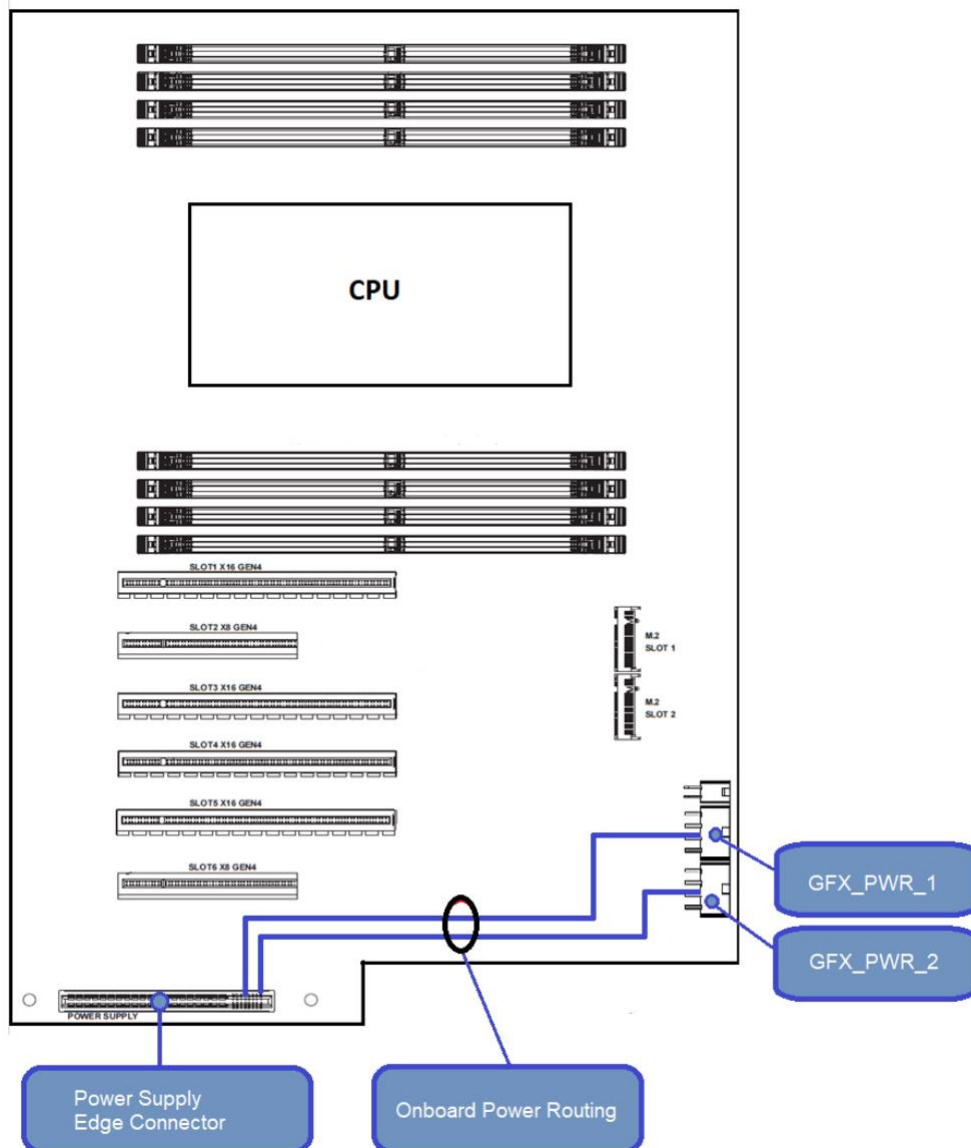 CPU
SLOT1 X16 GEN4
SLOT2 X8 GEN4
M.2
SLOT 1
SLOT3 X16 GEN4
M.2
SLOT 2
SLOT4 X16 GEN4
SLOT5 X16 GEN4
SLOT6 X8 GEN4
GFX_PWR_1
GFX_PWR_2
POWER SUPPLY
Power Supply
Edge Connector
Onboard Power Routing